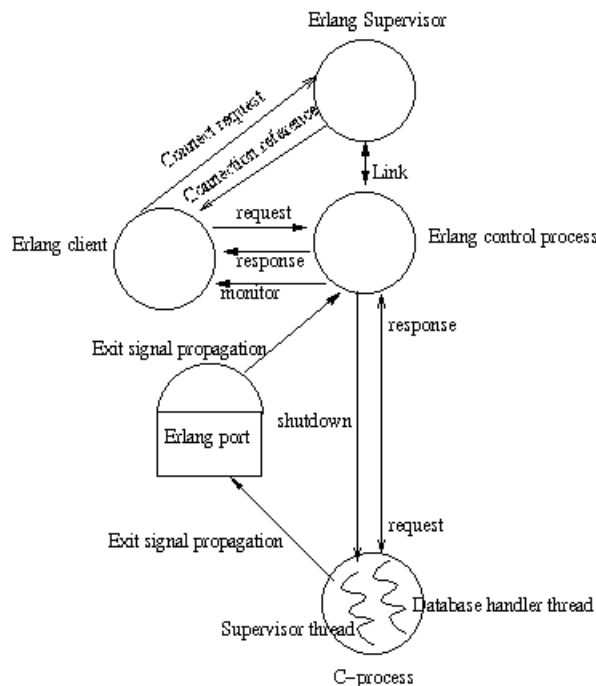 Erlang Supervisor
Connect request
Connection reference
Link
request
Erlang client
Erlang control process
response
monitor
response
Exit signal propagation
shutdown
Erlang port
request
Exit signal propagation
Database handler thread
Supervisor thread
C-process